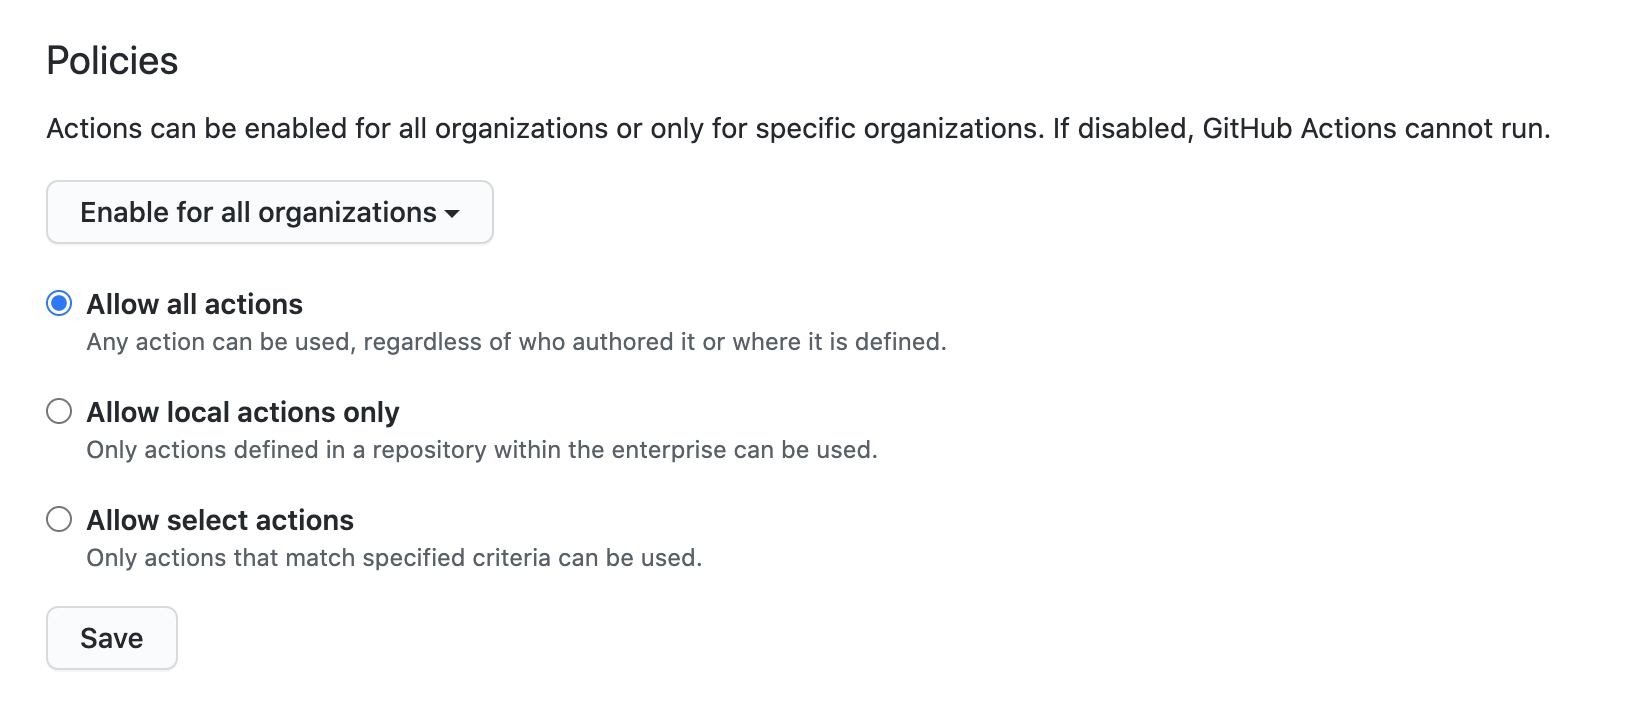 Policies
Actions can be enabled for all organizations or only for specific organizations. If disabled, GitHub Actions cannot run.
Enable for all organizations
Allow all actions
Any action can be used, regardless of who authored it or where it is defined.
Allow local actions only
Only actions defined in a repository within the enterprise can be used.
Allow select actions
Only actions that match specified criteria can be used.
Save